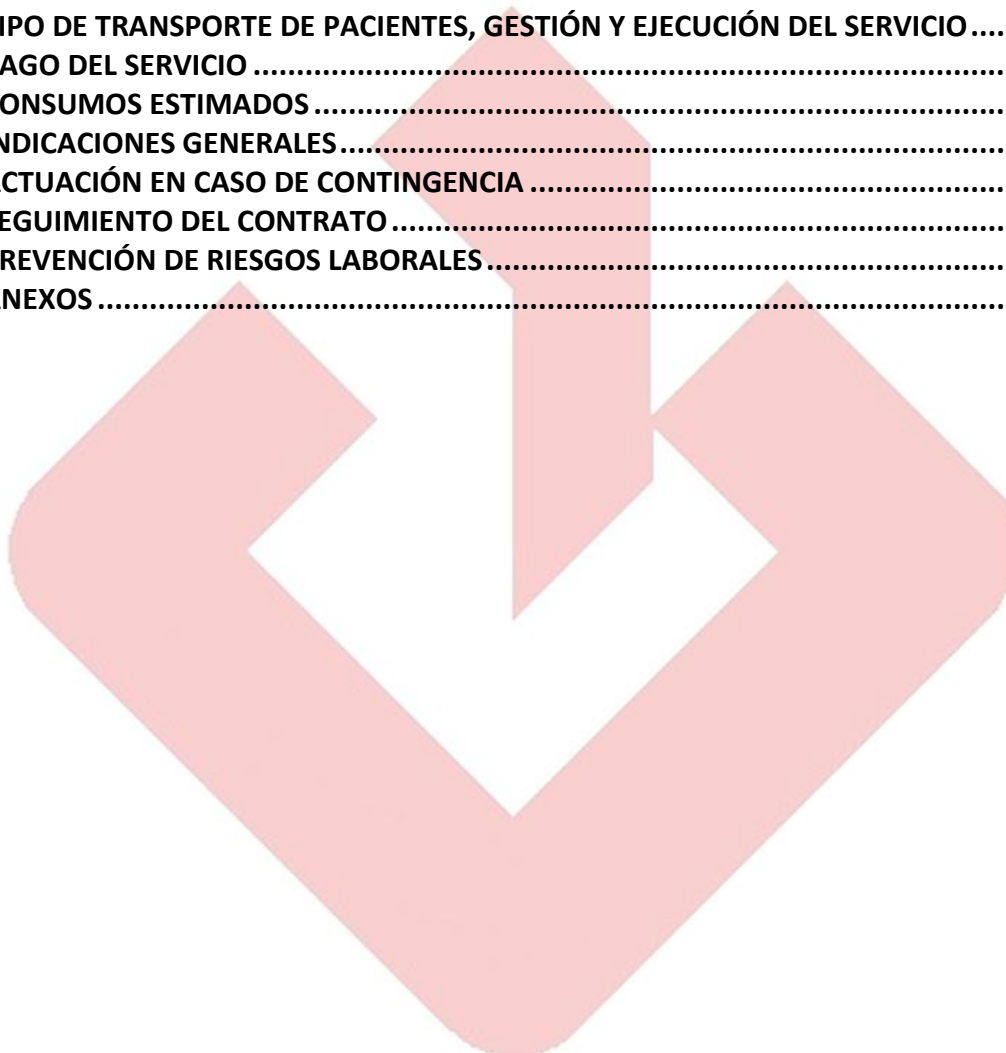 IPO DE TRANSPORTE DE PACIENTES, GESTIÓN Y EJECUCIÓN DEL SERVICIO....
AGO DEL SERVICIO..........................................................................................
ONSUMOS ESTIMADOS..................................................................................
NDICACIONES GENERALES..............................................................................
CTUACIÓN EN CASO DE CONTINGENCIA.......................................................
EGUIMIENTO DEL CONTRATO........................................................................
REVENCIÓN DE RIESGOS LABORALES............................................................
NEXOS.............................................................................................................